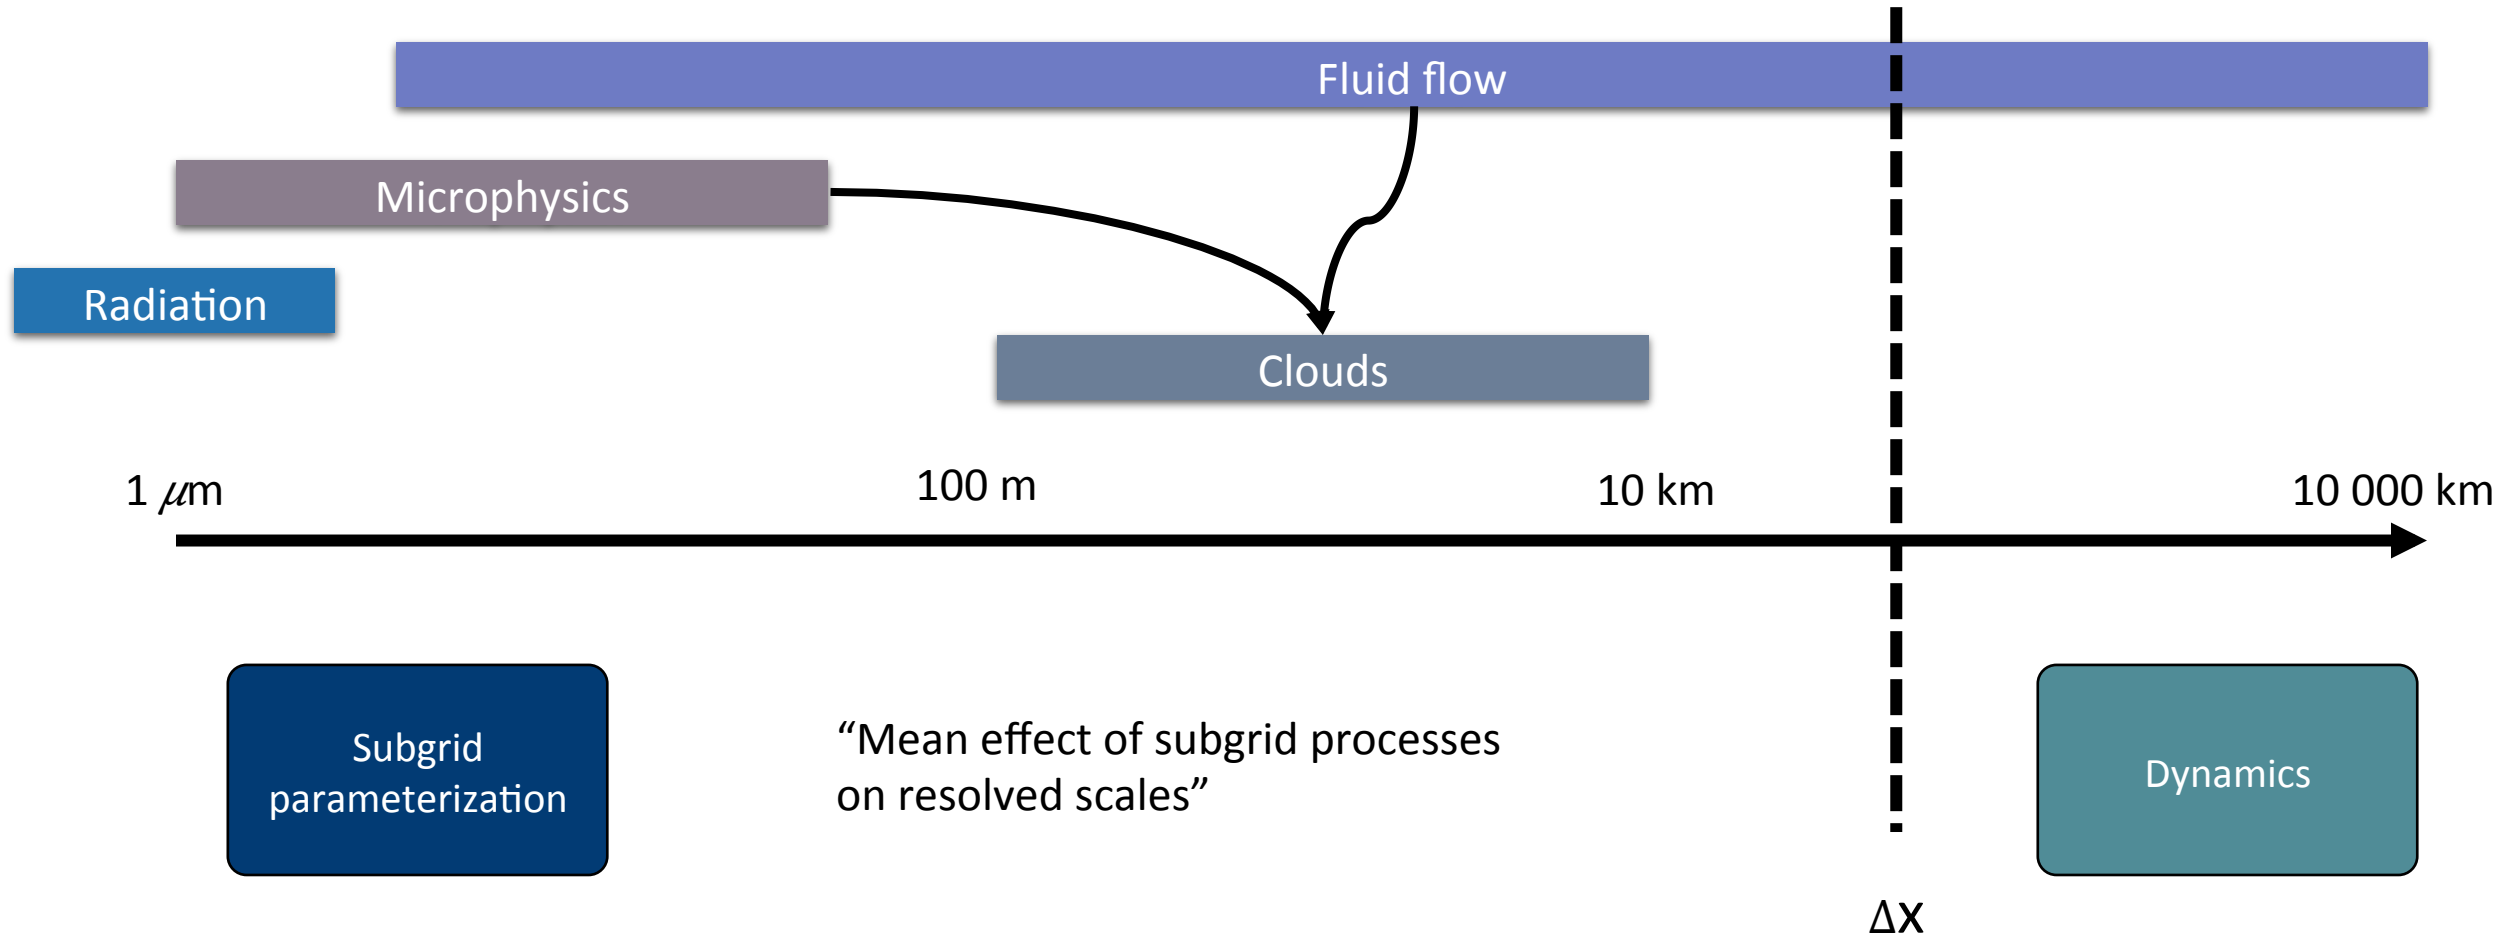 Fluid flow
Microphysics
Radiation
Clouds
1 𝜇m
100 m
10 km
10 000 km
Subgrid
parameterization
“Mean effect of subgrid processes
on resolved scales”
Dynamics
Δx